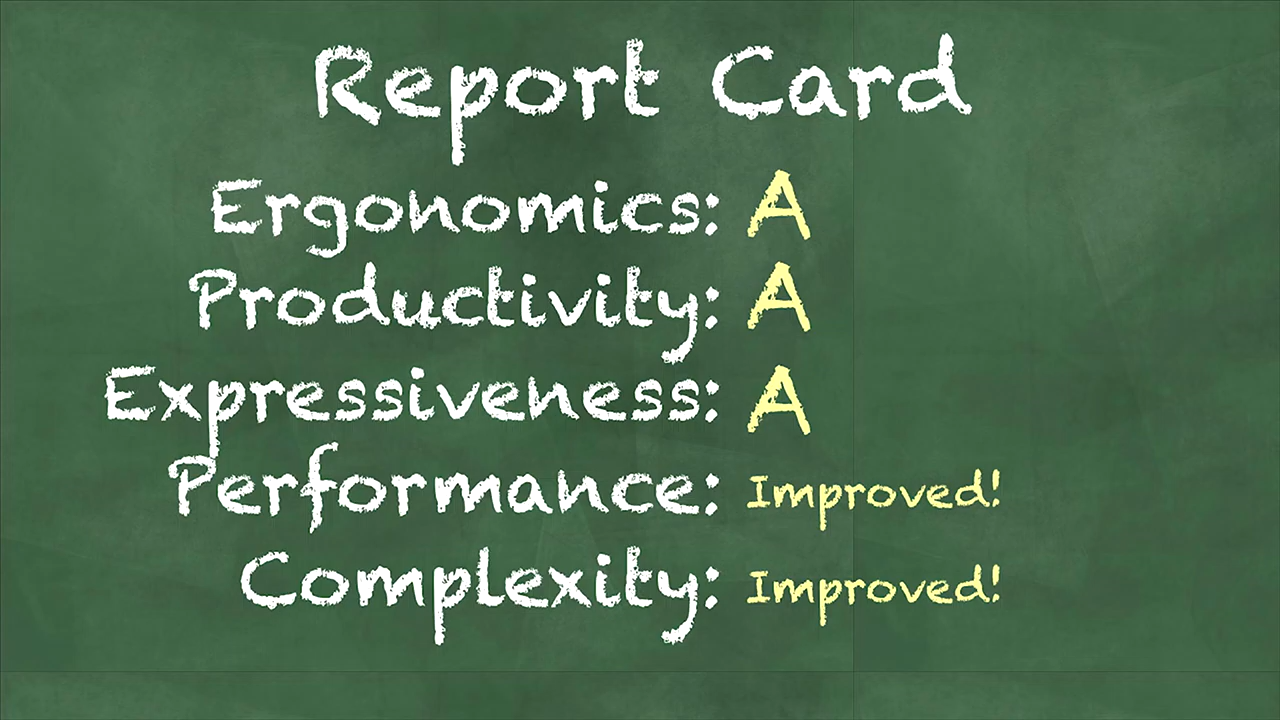 Report Card
Ergonomics: A
Productivity: A
Expressiveness: A
Performance: Improved!
Complexity: Improved!